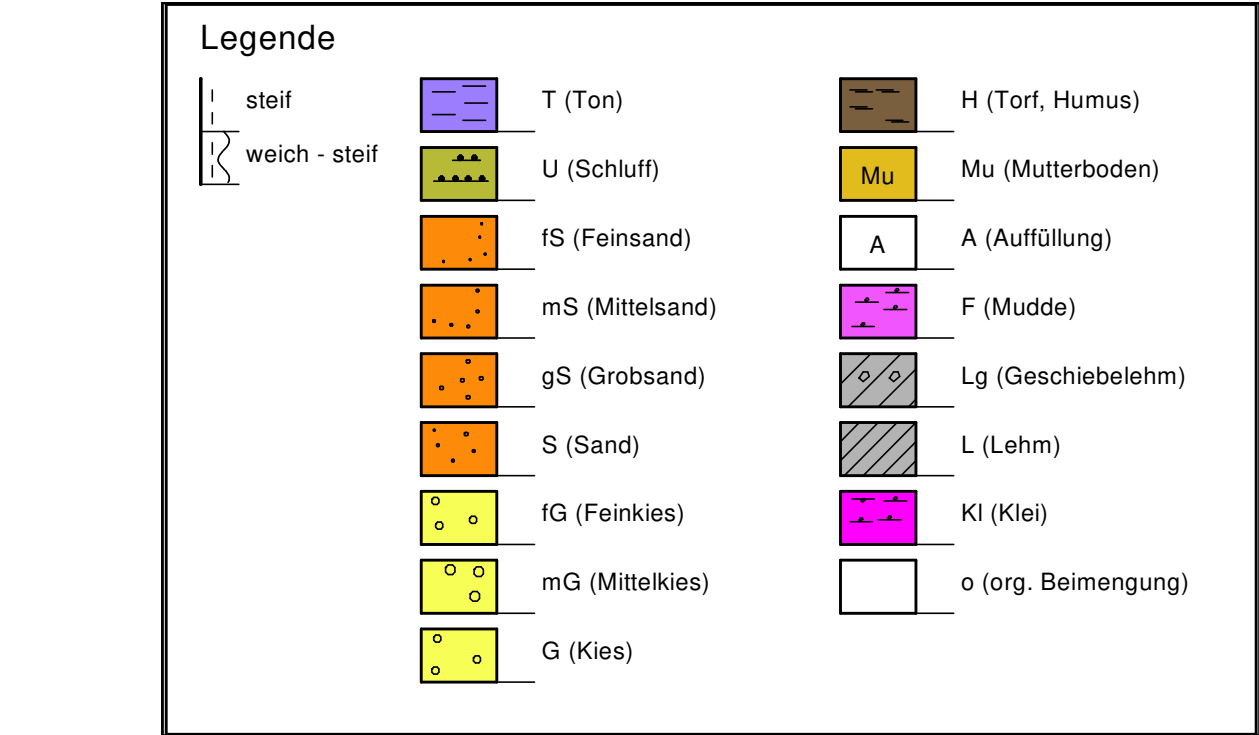 Legende
steif
weich - steif
T (Ton)
U (Schluff)
fS (Feinsand)
mS (Mittelsand)
gS (Grobsand)
S (Sand)
fG (Feinkies)
mG (Mittelkies)
G (Kies)
H (Torf, Humus)
Mu
Mu (Mutterboden)
A
A (Auffüllung)
F (Mudde)
Lg (Geschiebelehm)
L (Lehm)
Kl (Klei)
o (org. Beimengung)